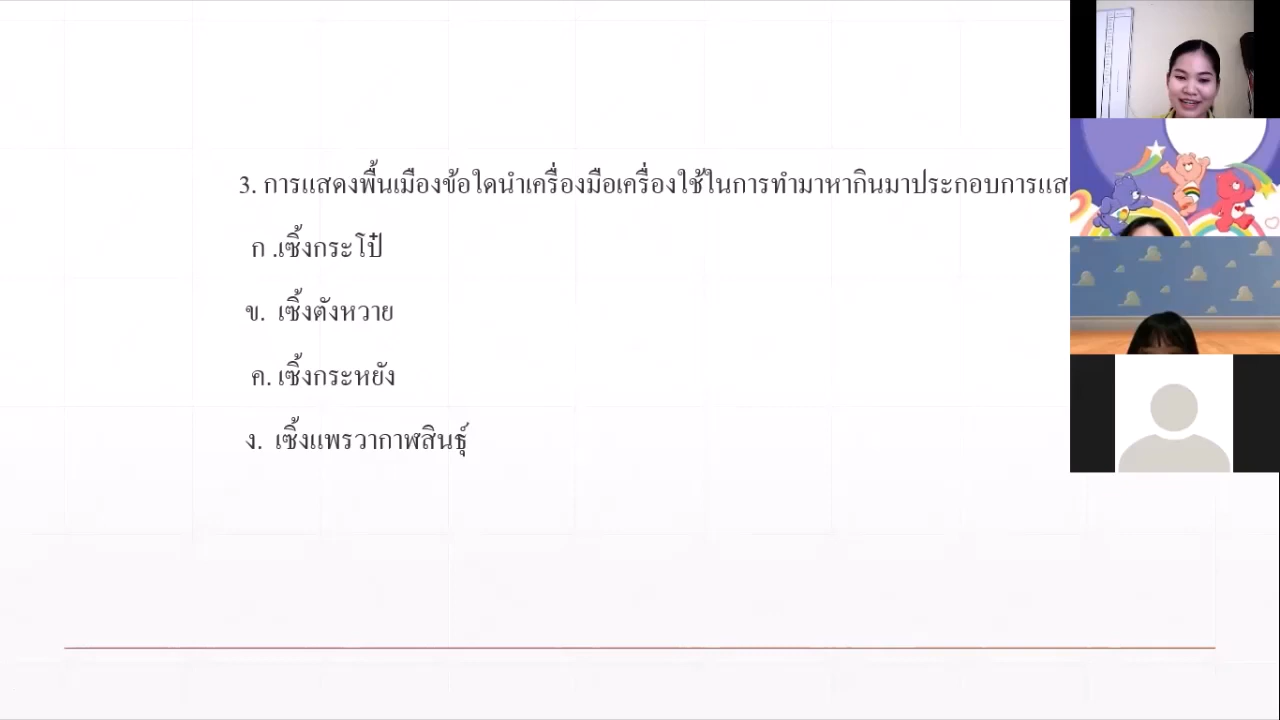 3. การแสดงพื้นเมืองข้อใดนำเครื่องมือเครื่องใช้ในการทำมาหากินมาประกอบการแส
ก .เซิ้งกระโป๋
ข. เซิ้งตังหวาย
ค. เซิ้งกระหยัง
ง. เซิ้งแพรวากาฬสินธุ์